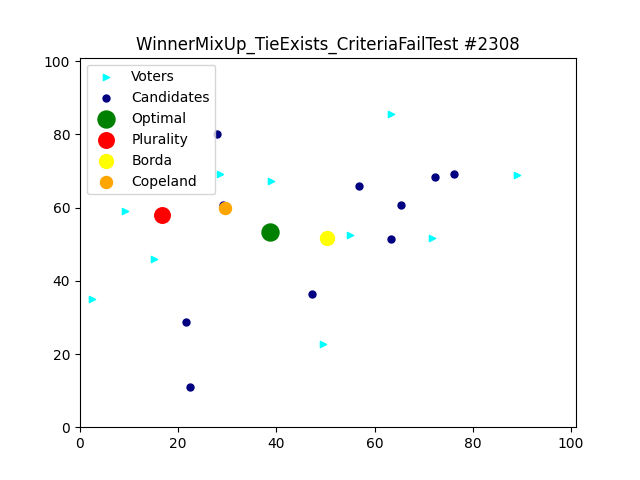 WinnerMixUp_TieExists_CriteriaFailTest #2308
100
80
60
40
20
0
Voters
Candidates
Optimal
Plurality
Borda
Copeland
0 20 40 60 80 100